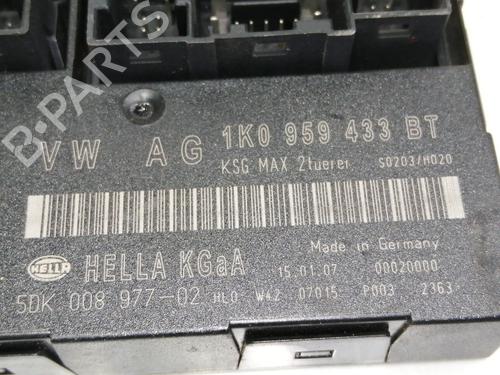 VW AG 1K0 959 433 BT
KSG MAX 2tuerer S0203/H020
Made in Germany
HELLA HELLA KGaA 15.01.07 00020000
5DK 008 977-02 HL0 W42 07015 P003 2363
B-PARTS